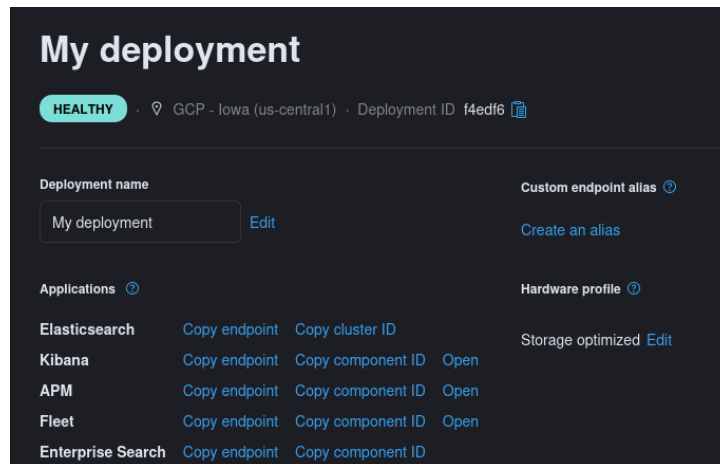 My deployment
HEALTHY · GCP - Iowa (us-central1) · Deployment ID f4edf6
Deployment name
My deployment Edit
Custom endpoint alias
Create an alias
Applications
Elasticsearch Copy endpoint Copy cluster ID
Kibana Copy endpoint Copy component ID Open
APM Copy endpoint Copy component ID Open
Fleet Copy endpoint Copy component ID Open
Enterprise Search Copy endpoint Copy component ID
Hardware profile
Storage optimized Edit